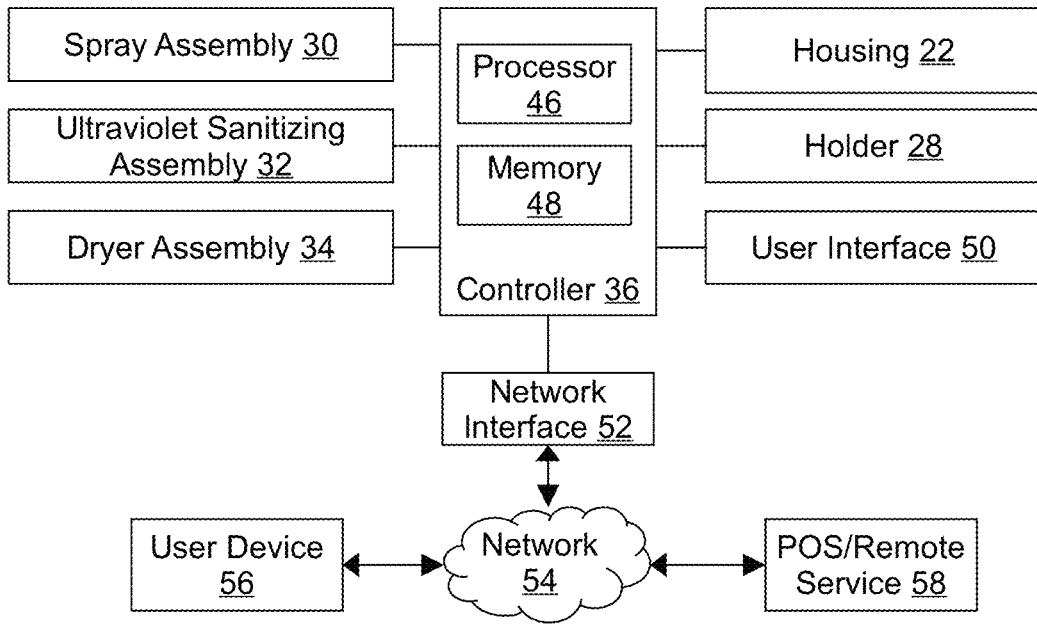 Spray Assembly 30
Ultraviolet Sanitizing
Assembly 32
Dryer Assembly 34
Processor
46
Memory
48
Controller 36
Housing 22
Holder 28
User Interface 50
Network
Interface 52
User Device
56
Network
54
POS/Remote
Service 58